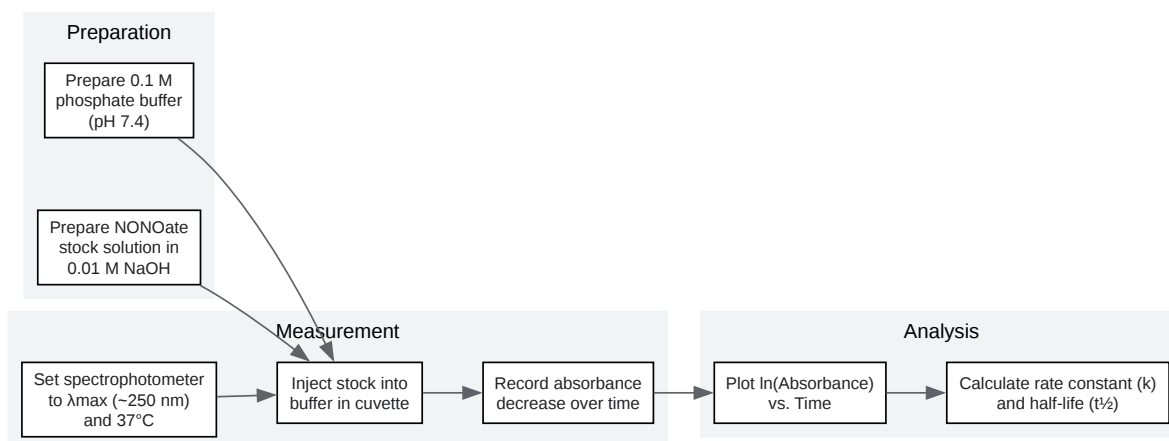 Preparation
Prepare 0.1 M
phosphate buffer
(pH 7.4)
Prepare NONOate
stock solution in
0.01 M NaOH
Measurement
Set spectrophotometer
to λmax (~250 nm)
and 37°C
Inject stock into
buffer in cuvette
Record absorbance
decrease over time
Analysis
Plot ln(Absorbance)
vs. Time
Calculate rate constant (k)
and half-life (t½)